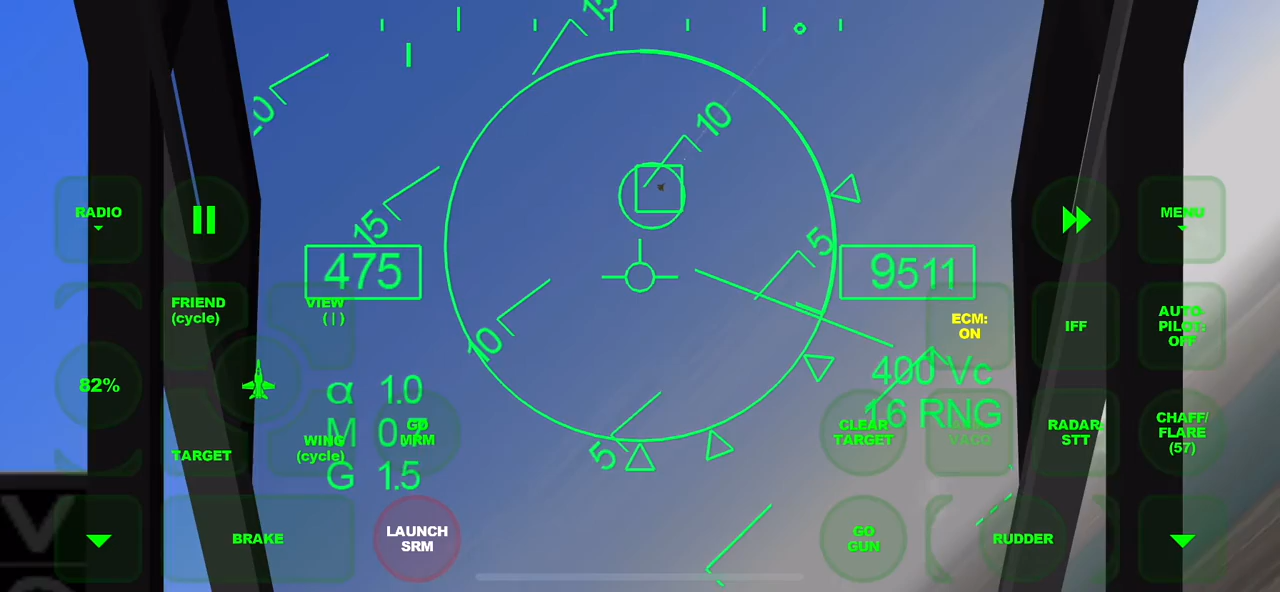 15
10
RADIO
MENU
15
5
475
9511
FRIEND
(cycle)
VIEW
( | )
ECM:
ON
IFF
AUTO-
PILOT:
OFF
10
82%
α 1.0
400 Vc
16 RNG
M
GO
MRM
CLEAR
TARGET
RADAR:
STT
CHAFF/
FLARE
(57)
TARGET
WING
(cycle)
5
G 1.5
BRAKE
LAUNCH
SRM
GO
GUN
RUDDER